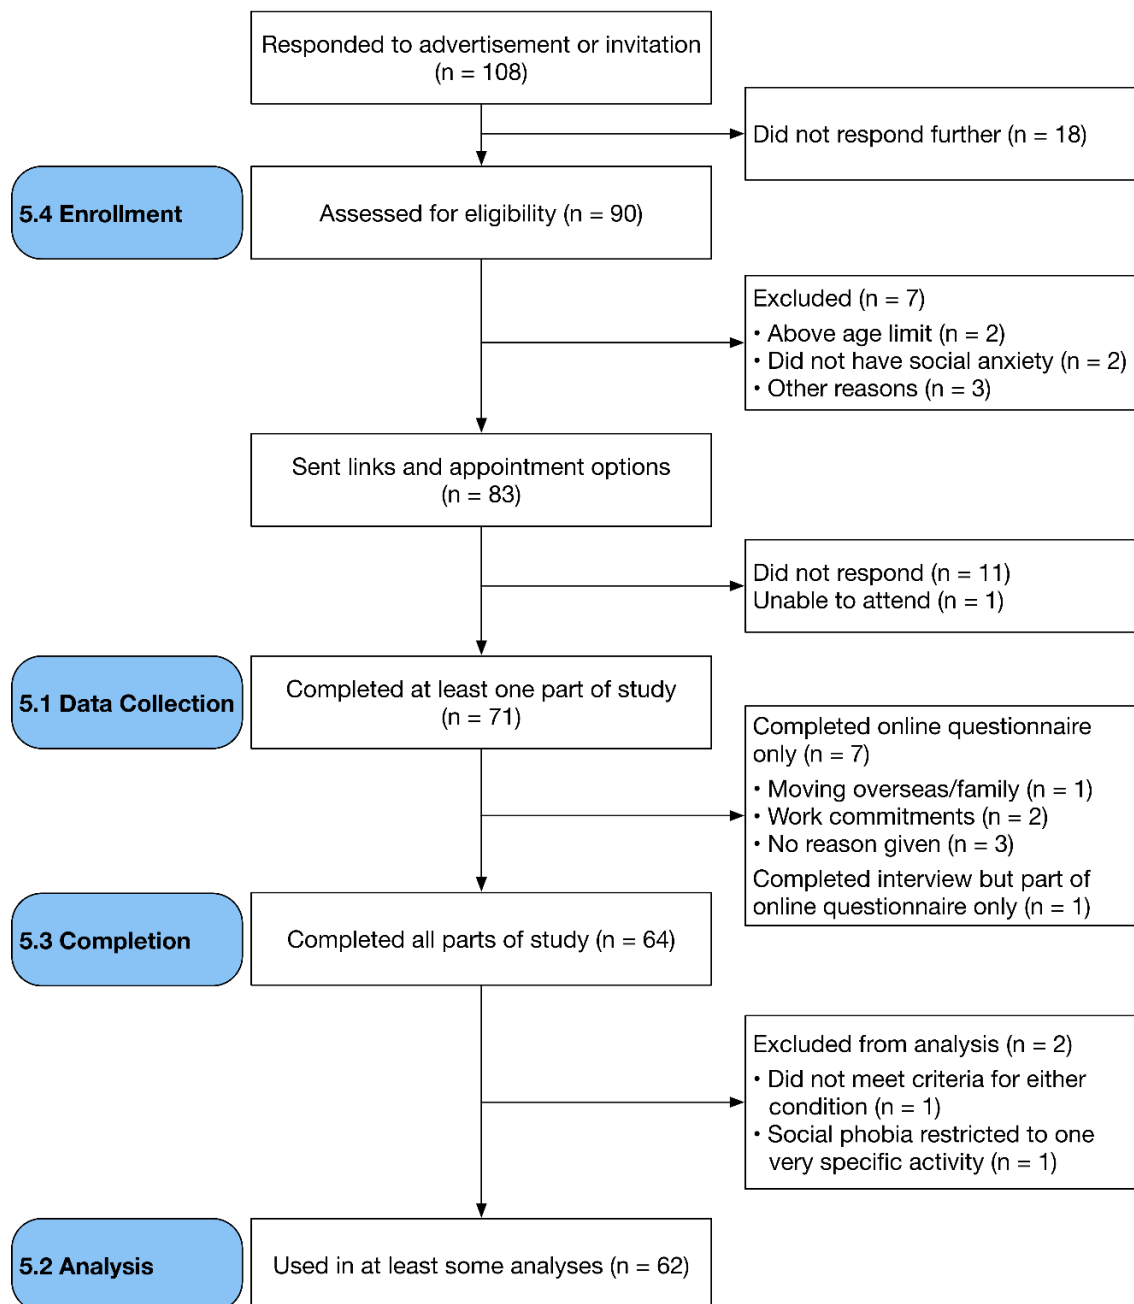 Responded to advertisement or invitation
(n = 108)
Did not respond further (n = 18)
5.4 Enrollment
Assessed for eligibility (n = 90)
Excluded (n = 7)
• Above age limit (n = 2)
• Did not have social anxiety (n = 2)
• Other reasons (n = 3)
Sent links and appointment options
(n = 83)
Did not respond (n = 11)
Unable to attend (n = 1)
5.1 Data Collection
Completed at least one part of study
(n = 71)
Completed online questionnaire
only (n = 7)
• Moving overseas/family (n = 1)
• Work commitments (n = 2)
• No reason given (n = 3)
Completed interview but part of
online questionnaire only (n = 1)
5.3 Completion
Completed all parts of study (n = 64)
Excluded from analysis (n = 2)
• Did not meet criteria for either
condition (n = 1)
• Social phobia restricted to one
very specific activity (n = 1)
5.2 Analysis
Used in at least some analyses (n = 62)